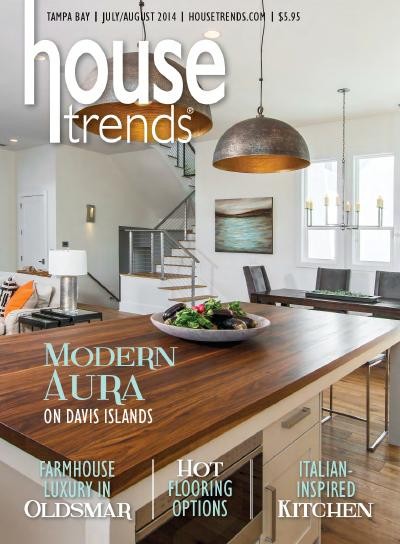 TAMPA BAY | JULY/AUGUST 2014 | HOUSETRENDS.COM | $5.95
house
trends®
MODERN
AURA
ON DAVIS ISLANDS
FARMHOUSE
LUXURY IN
OLDSMAR
HOT
FLOORING
OPTIONS
ITALIAN-
INSPIRED
KITCHEN